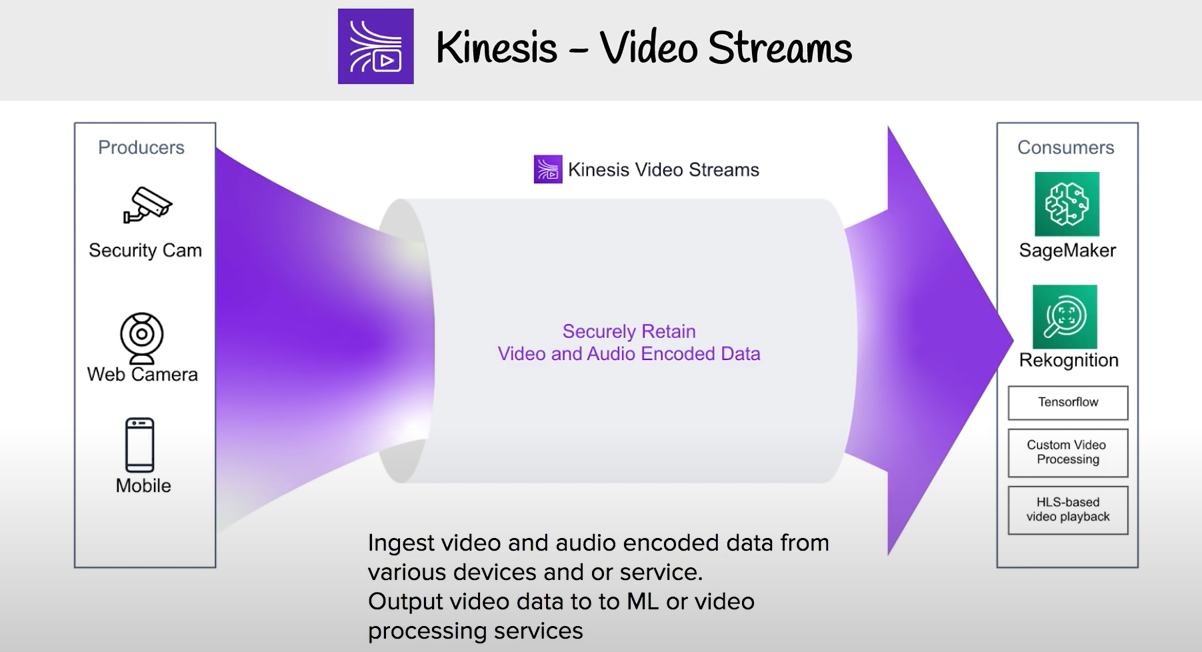 Kinesis – Video Streams
Producers
Security Cam
Web Camera
Mobile
Kinesis Video Streams
Securely Retain
Video and Audio Encoded Data
Consumers
SageMaker
Rekognition
Tensorflow
Custom Video
Processing
HLS-based
video playback
Ingest video and audio encoded data from
various devices and or service.
Output video data to to ML or video
processing services